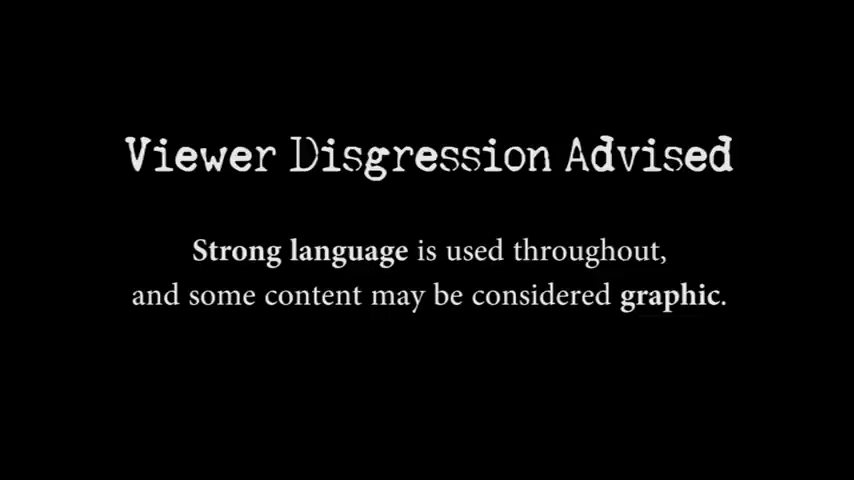 Viewer Disgression Advised
Strong language is used throughout,
and some content may be considered graphic.